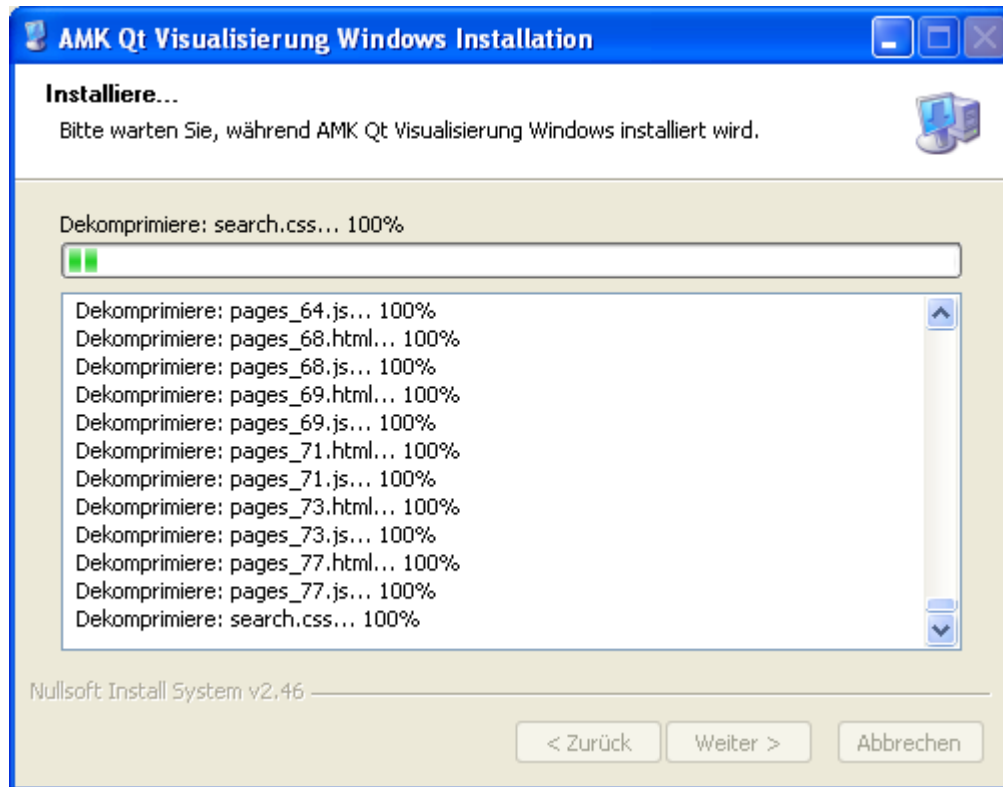 AMK Qt Visualisierung Windows Installation
Installiere...
Bitte warten Sie, während AMK Qt Visualisierung Windows installiert wird.
Dekomprimiere: search.css... 100%
Dekomprimiere: pages_64.js... 100%
Dekomprimiere: pages_68.html... 100%
Dekomprimiere: pages_68.js... 100%
Dekomprimiere: pages_69.html... 100%
Dekomprimiere: pages_69.js... 100%
Dekomprimiere: pages_71.html... 100%
Dekomprimiere: pages_71.js... 100%
Dekomprimiere: pages_73.html... 100%
Dekomprimiere: pages_73.js... 100%
Dekomprimiere: pages_77.html... 100%
Dekomprimiere: pages_77.js... 100%
Dekomprimiere: search.css... 100%
Nullsoft Install System v2.46
< Zurück Weiter > Abbrechen